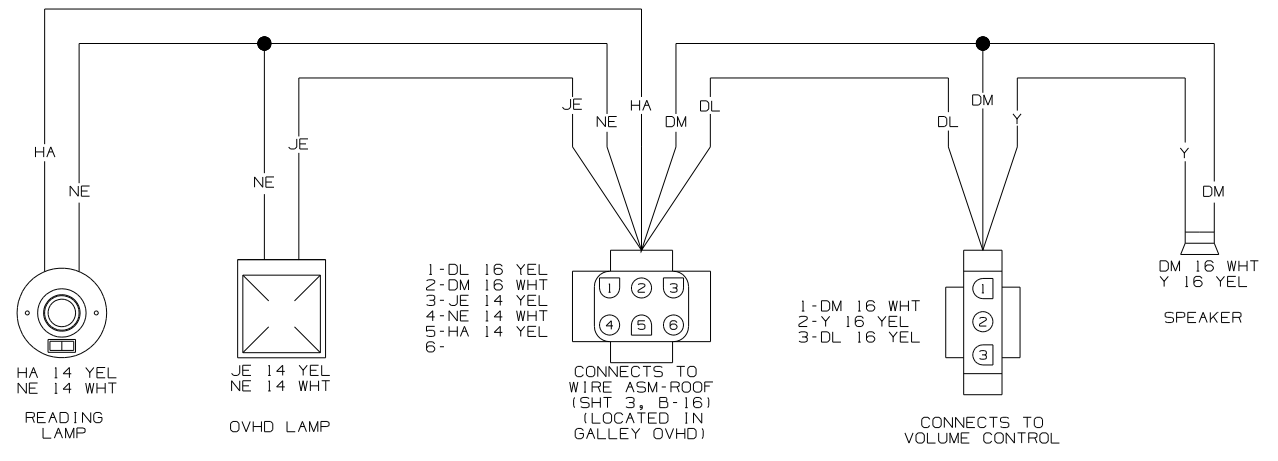 HA
NE
NE
JE
JE
NE
HA
DM
DL
DL
DM
Y
Y
DM
HA 14 YEL
NE 14 WHT
READING
LAMP
JE 14 YEL
NE 14 WHT
OVHD LAMP
1-DL 16 YEL
2-DM 16 WHT
3-JE 14 YEL
4-NE 14 WHT
5-HA 14 YEL
6-
1 2 3
4 5 6
CONNECTS TO
WIRE ASM-ROOF
(SHT 3, B-16)
(LOCATED IN
GALLEY OVHD)
1-DM 16 WHT
2-Y 16 YEL
3-DL 16 YEL
1
2
3
CONNECTS TO
VOLUME CONTROL
DM 16 WHT
Y 16 YEL
SPEAKER